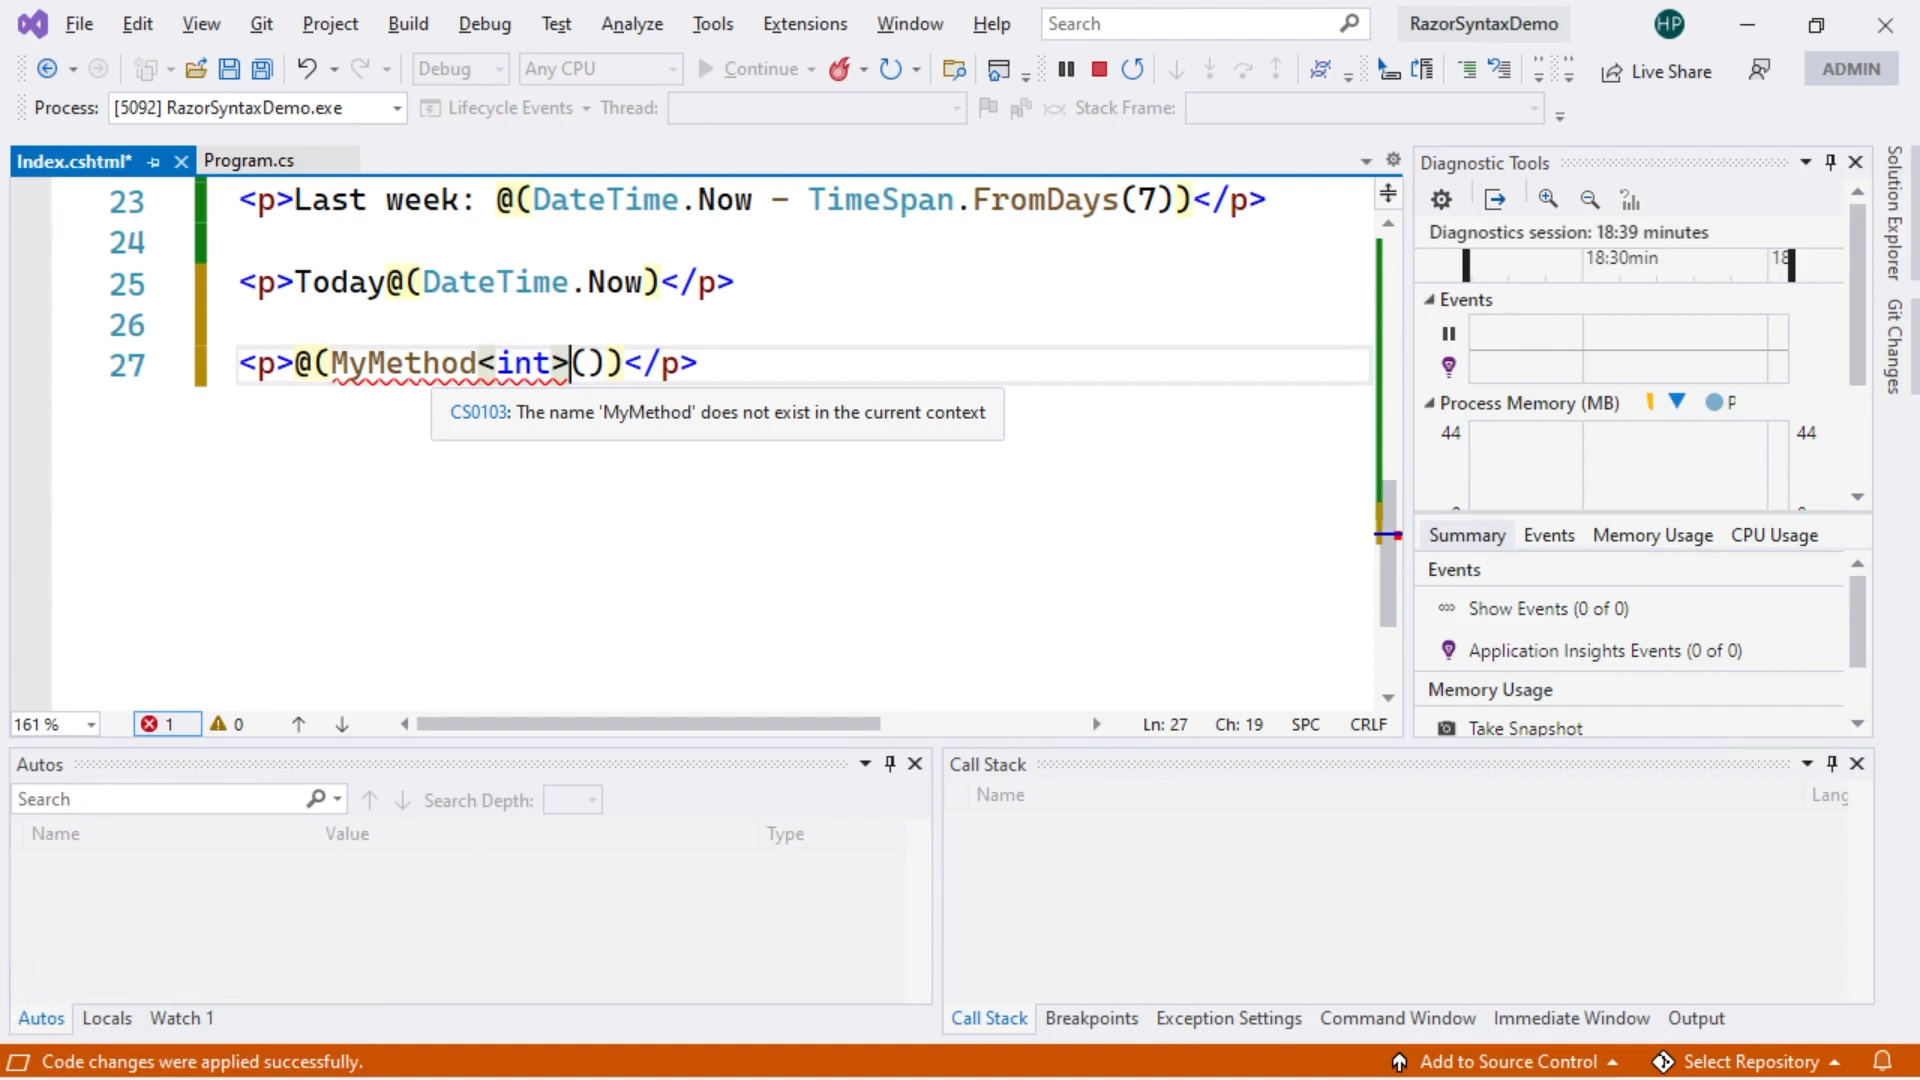 File Edit View Git Project Build Debug Test Analyze Tools Extensions Window Help Search RazorSyntaxDemo HP
Debug Any CPU Continue Live Share ADMIN
Process: [5092] RazorSyntaxDemo.exe Lifecycle Events Thread: Stack Frame:
Index.cshtml* Program.cs
23 <p>Last week: @(DateTime.Now - TimeSpan.FromDays(7))</p>
24
25 <p>Today@(DateTime.Now)</p>
26
27 <p>@(MyMethod<int>())</p>
CS0103: The name 'MyMethod' does not exist in the current context
161 % 1 0 Ln: 27 Ch: 19 SPC CRLF
Diagnostic Tools
Diagnostics session: 18:39 minutes
18:30min 18
Events
Process Memory (MB) P
44 44
Summary Events Memory Usage CPU Usage
Events
Show Events (0 of 0)
Application Insights Events (0 of 0)
Memory Usage
Take Snapshot
Solution Explorer
Git Changes
Autos
Search Search Depth:
Name Value Type
Autos Locals Watch 1
Call Stack
Name Lang
Call Stack Breakpoints Exception Settings Command Window Immediate Window Output
Code changes were applied successfully. Add to Source Control Select Repository